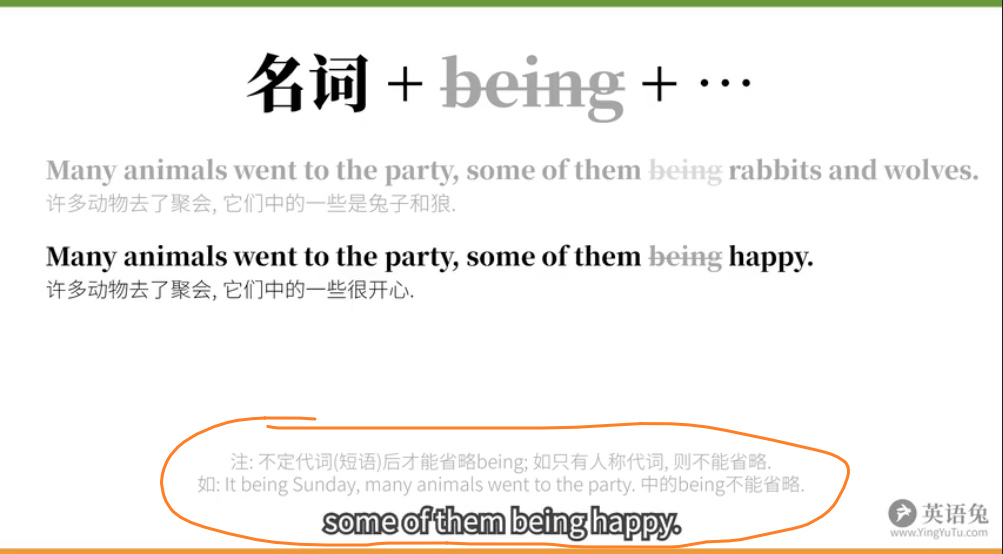 名词 + being + …
Many animals went to the party, some of them being rabbits and wolves.
许多动物去了聚会, 它们中的一些是兔子和狼.
Many animals went to the party, some of them being happy.
许多动物去了聚会, 它们中的一些很开心.
注: 不定代词(短语)后才能省略being; 如只有人称代词, 则不能省略.
如: It being Sunday, many animals went to the party. 中的being不能省略.
some of them being happy.
英语兔
www.YingYuTu.com